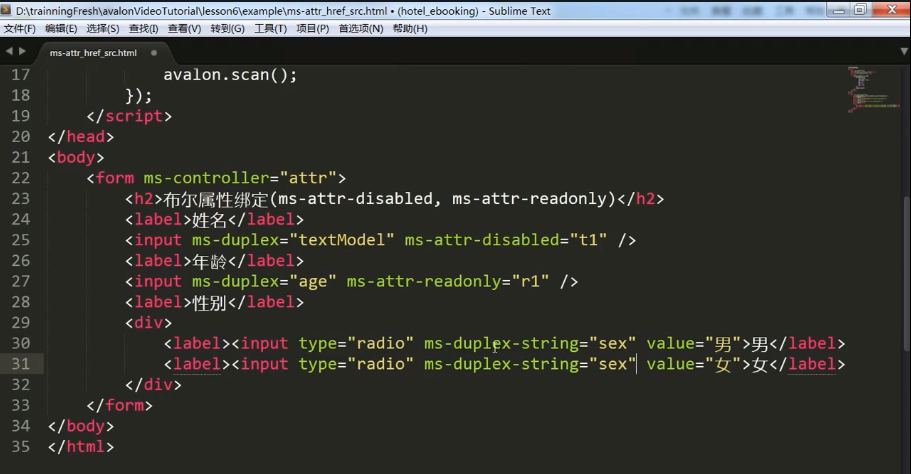 D:\trainningFresh\avalonVideoTutorial\lesson6\example\ms-attr_href_src.html • (hotel_ebooking) - Sublime Text
文件(F) 编辑(E) 选择(S) 查找(I) 查看(V) 转到(G) 工具(T) 项目(P) 首选项(N) 帮助(H)
ms-attr_href_src.html
17 avalon.scan();
18 });
19 </script>
20 </head>
21 <body>
22 <form ms-controller="attr">
23 <h2>布尔属性绑定(ms-attr-disabled, ms-attr-readonly)</h2>
24 <label>姓名</label>
25 <input ms-duplex="textModel" ms-attr-disabled="t1" />
26 <label>年龄</label>
27 <input ms-duplex="age" ms-attr-readonly="r1" />
28 <label>性别</label>
29 <div>
30 <label><input type="radio" ms-duplex-string="sex" value="男">男</label>
31 <label><input type="radio" ms-duplex-string="sex" value="女">女</label>
32 </div>
33 </form>
34 </body>
35 </html>